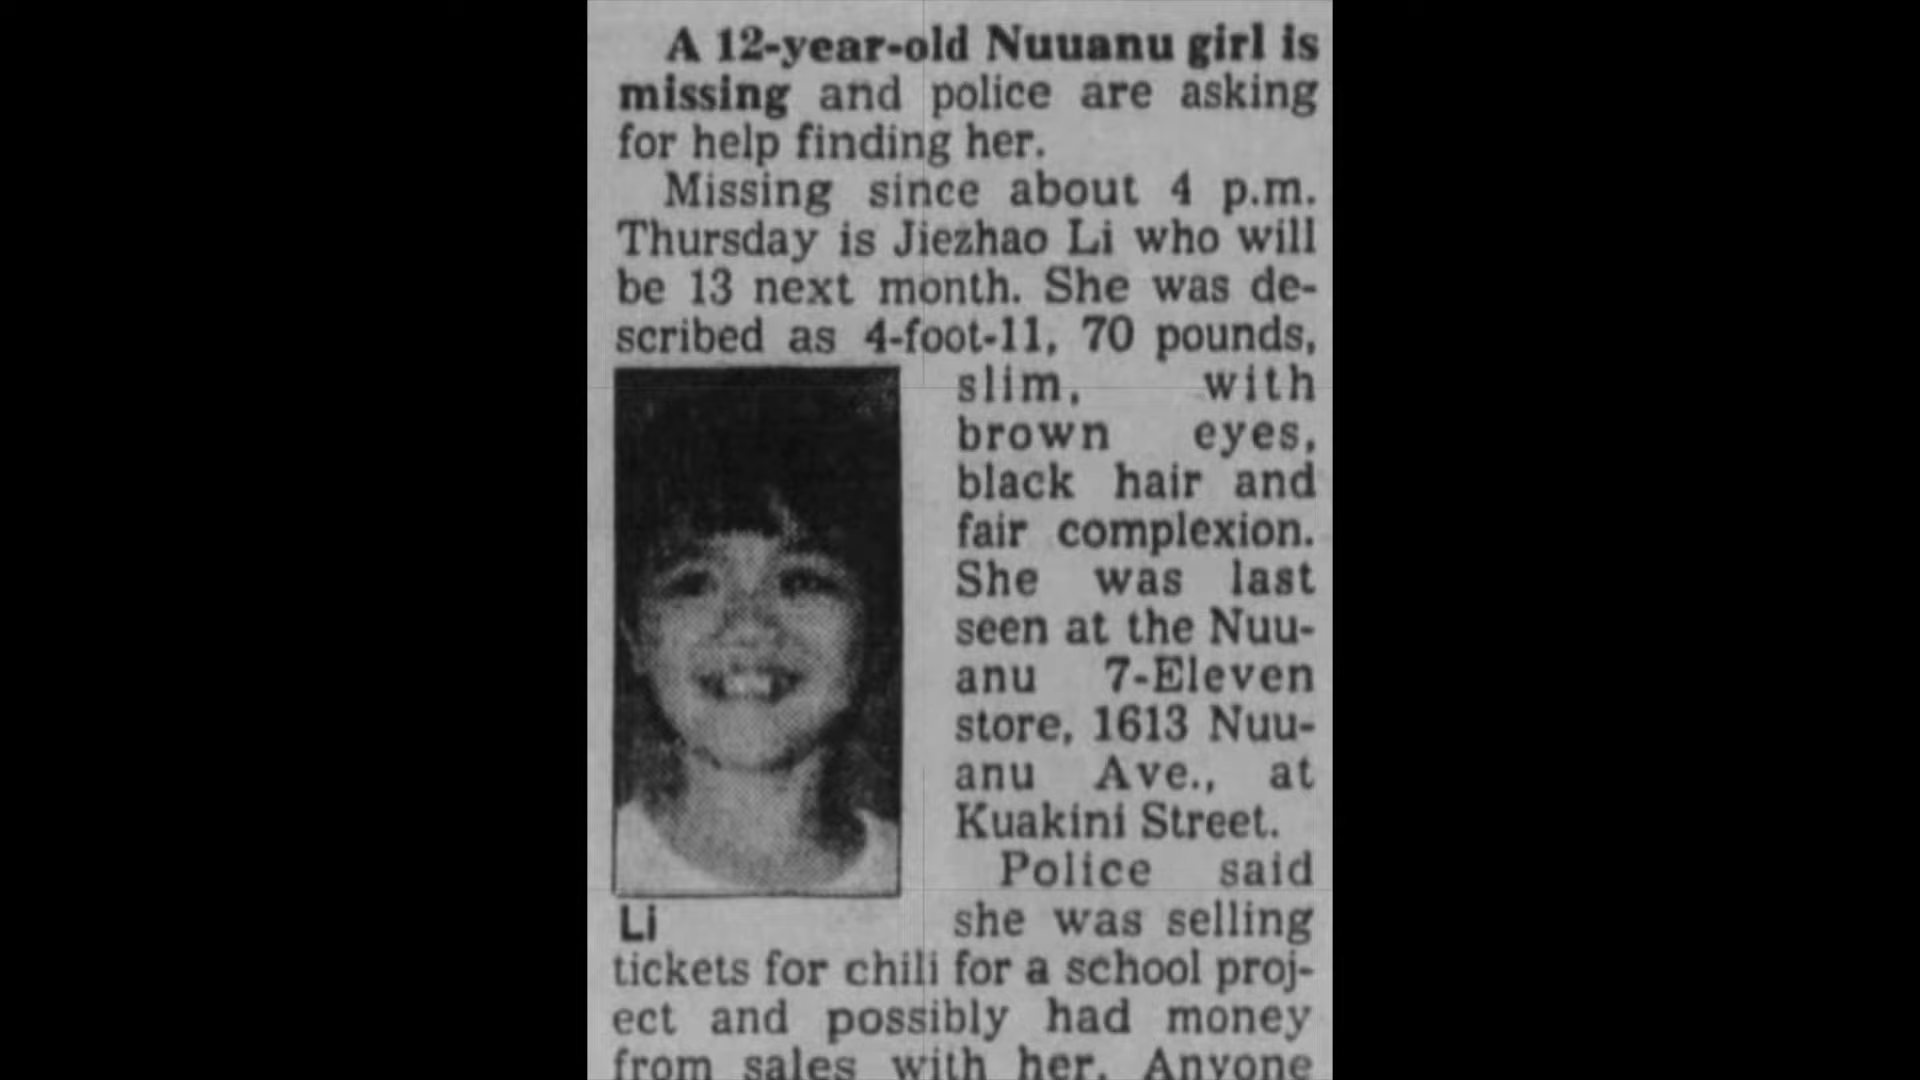 A 12-year-old Nuuanu girl is
missing and police are asking
for help finding her.
Missing since about 4 p.m.
Thursday is Jiezhao Li who will
be 13 next month. She was de-
scribed as 4-foot-11, 70 pounds,
slim, with
brown eyes,
black hair and
fair complexion.
She was last
seen at the Nuu-
anu 7-Eleven
store, 1613 Nuu-
anu Ave., at
Kuakini Street.
Police said
Li
she was selling
tickets for chili for a school proj-
ect and possibly had money
from sales with her. Anyone